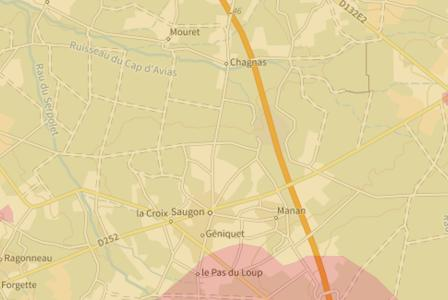 A6
D132E2
Mouret
Ruisseau du Cap d'Avias
Chagnas
Rau du Serpolet
la Croix
Saugon
Manan
D252
Géniquet
Ragonneau
le Pas du Loup
Forgette